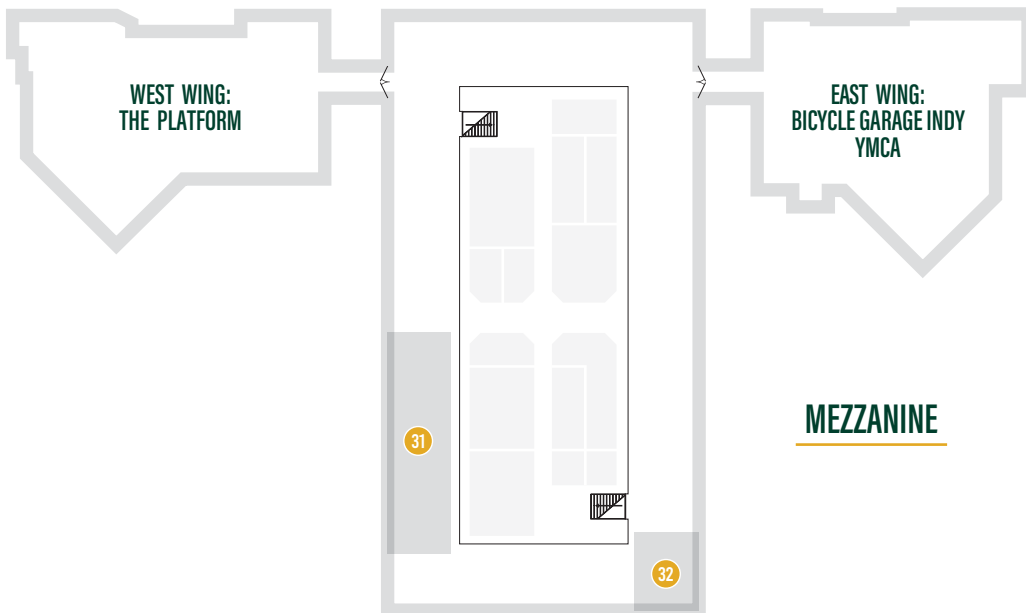 WEST WING:
THE PLATFORM
EAST WING:
BICYCLE GARAGE INDY
YMCA
MEZZANINE
31
32